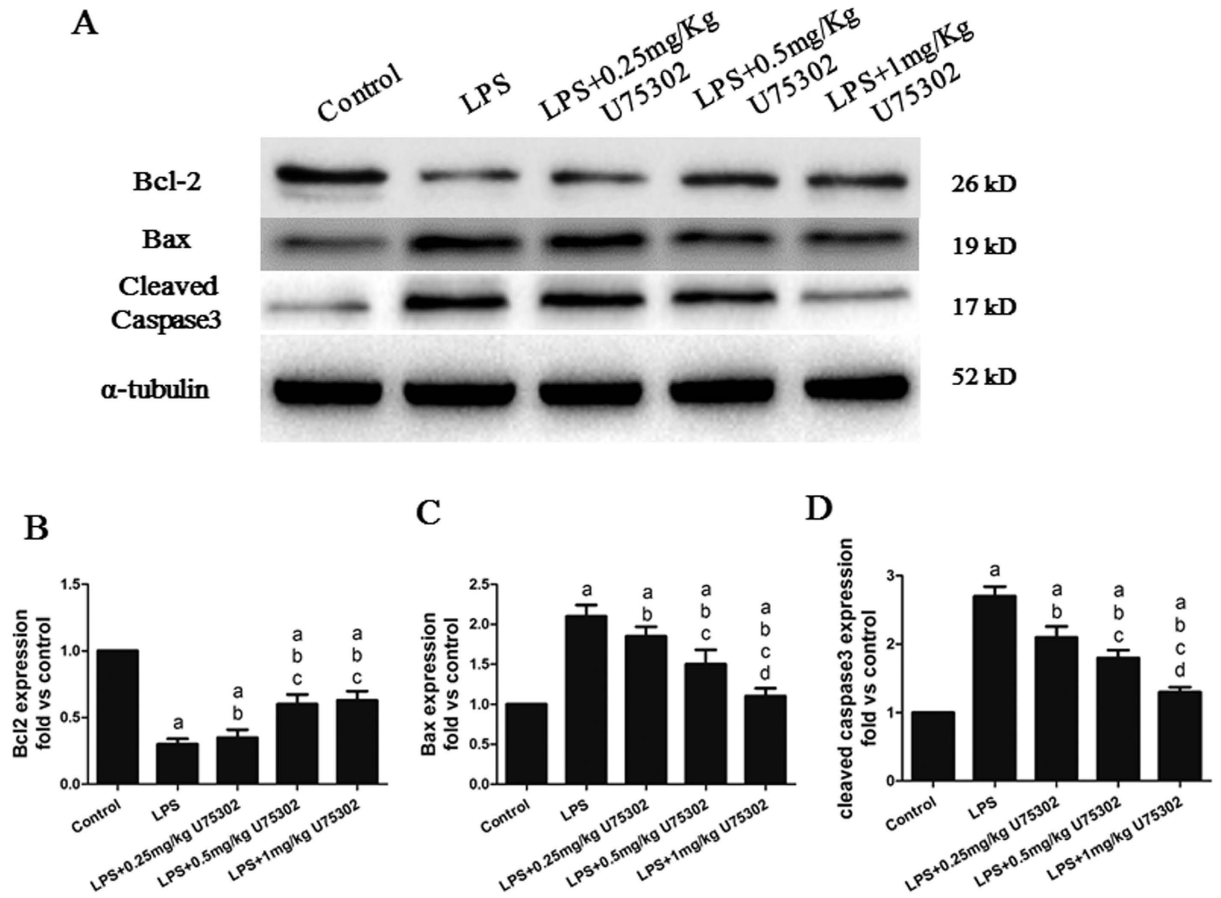 A
Control
LPS
LPS+0.25mg/Kg
U75302
LPS+0.5mg/Kg
U75302
LPS+1mg/Kg
U75302
Bcl-2
26 kD
Bax
19 kD
Cleaved
Caspase3
17 kD
α-tubulin
52 kD
B
Bcl2 expression
fold vs control
1.5
1.0
0.5
0.0
a
a
b
a
b
c
a
b
c
Control
LPS
LPS+0.25mg/kg U75302
LPS+0.5mg/kg U75302
LPS+1mg/kg U75302
C
Bax expression
fold vs control
2.5
2.0
1.5
1.0
0.5
0.0
a
a
b
a
b
c
a
b
c
d
Control
LPS
LPS+0.25mg/kg U75302
LPS+0.5mg/kg U75302
LPS+1mg/kg U75302
D
cleaved caspase3 expression
fold vs control
3
2
1
0
a
a
b
a
b
c
a
b
c
d
Control
LPS
LPS+0.25mg/kg U75302
LPS+0.5mg/kg U75302
LPS+1mg/kg U75302